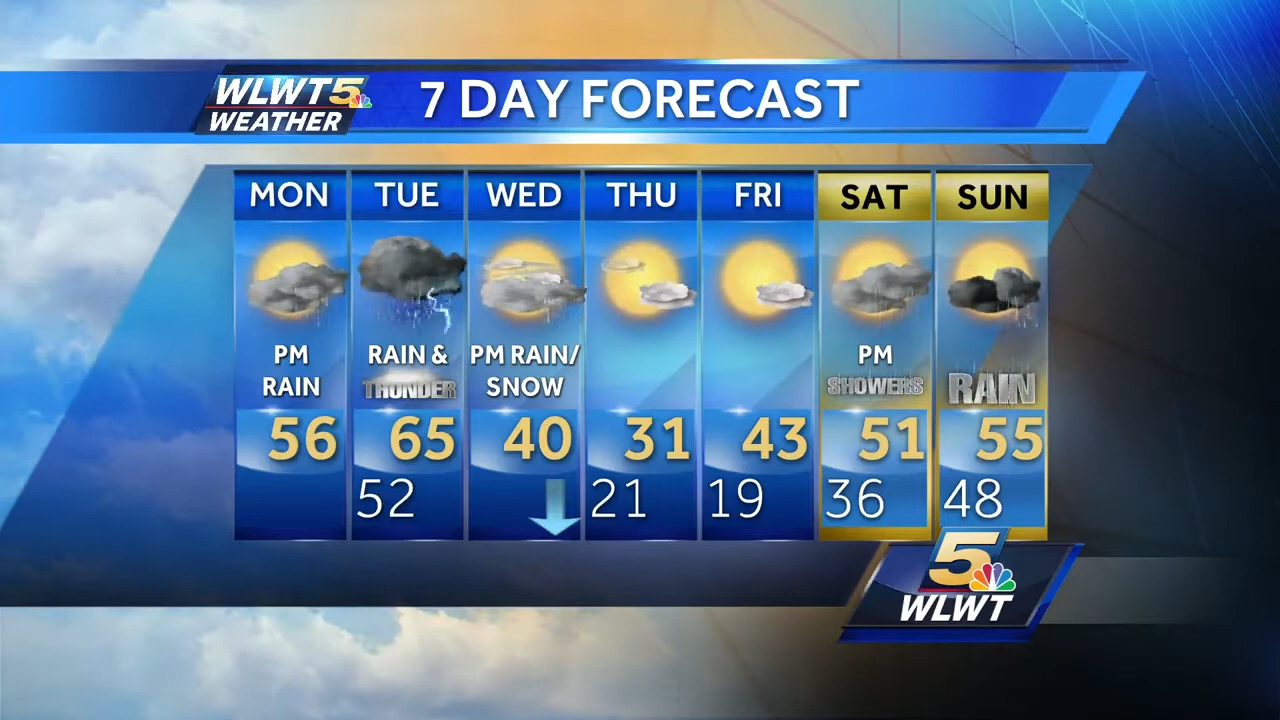 WLWT5
WEATHER
7 DAY FORECAST
MON TUE WED THU FRI SAT SUN
PM RAIN & PM RAIN/ PM
RAIN THUNDER SNOW SHOWERS RAIN
56 65 40 31 43 51 55
52 21 19 36 48
5
WLWT